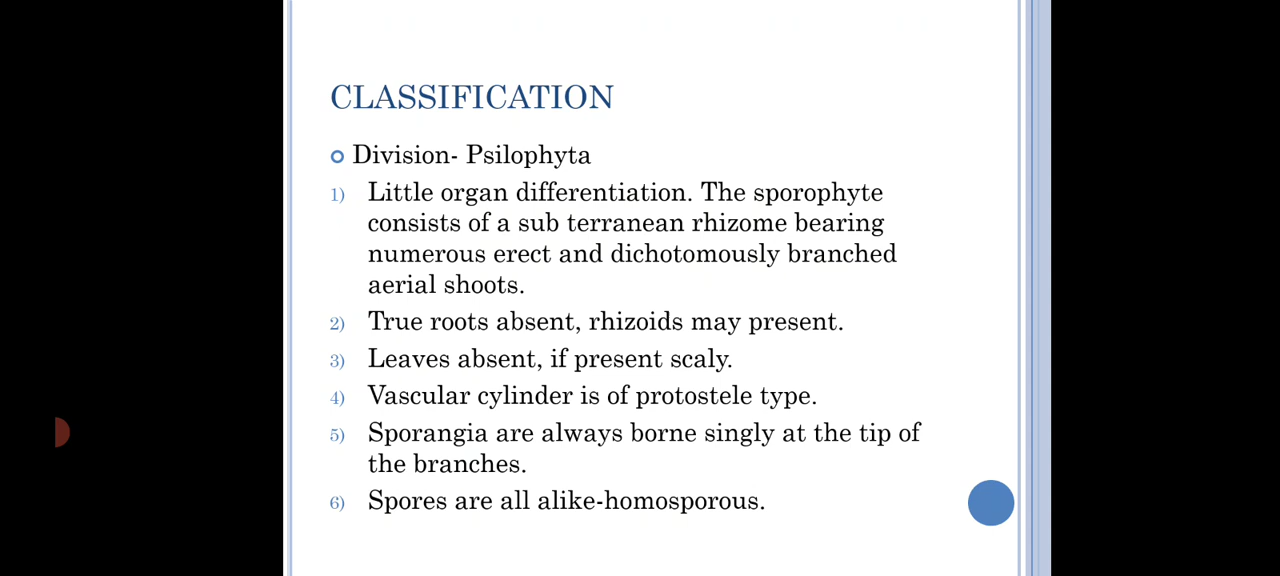 CLASSIFICATION
Division- Psilophyta
1) Little organ differentiation. The sporophyte
consists of a sub terranean rhizome bearing
numerous erect and dichotomously branched
aerial shoots.
2) True roots absent, rhizoids may present.
3) Leaves absent, if present scaly.
4) Vascular cylinder is of protostele type.
5) Sporangia are always borne singly at the tip of
the branches.
6) Spores are all alike-homosporous.